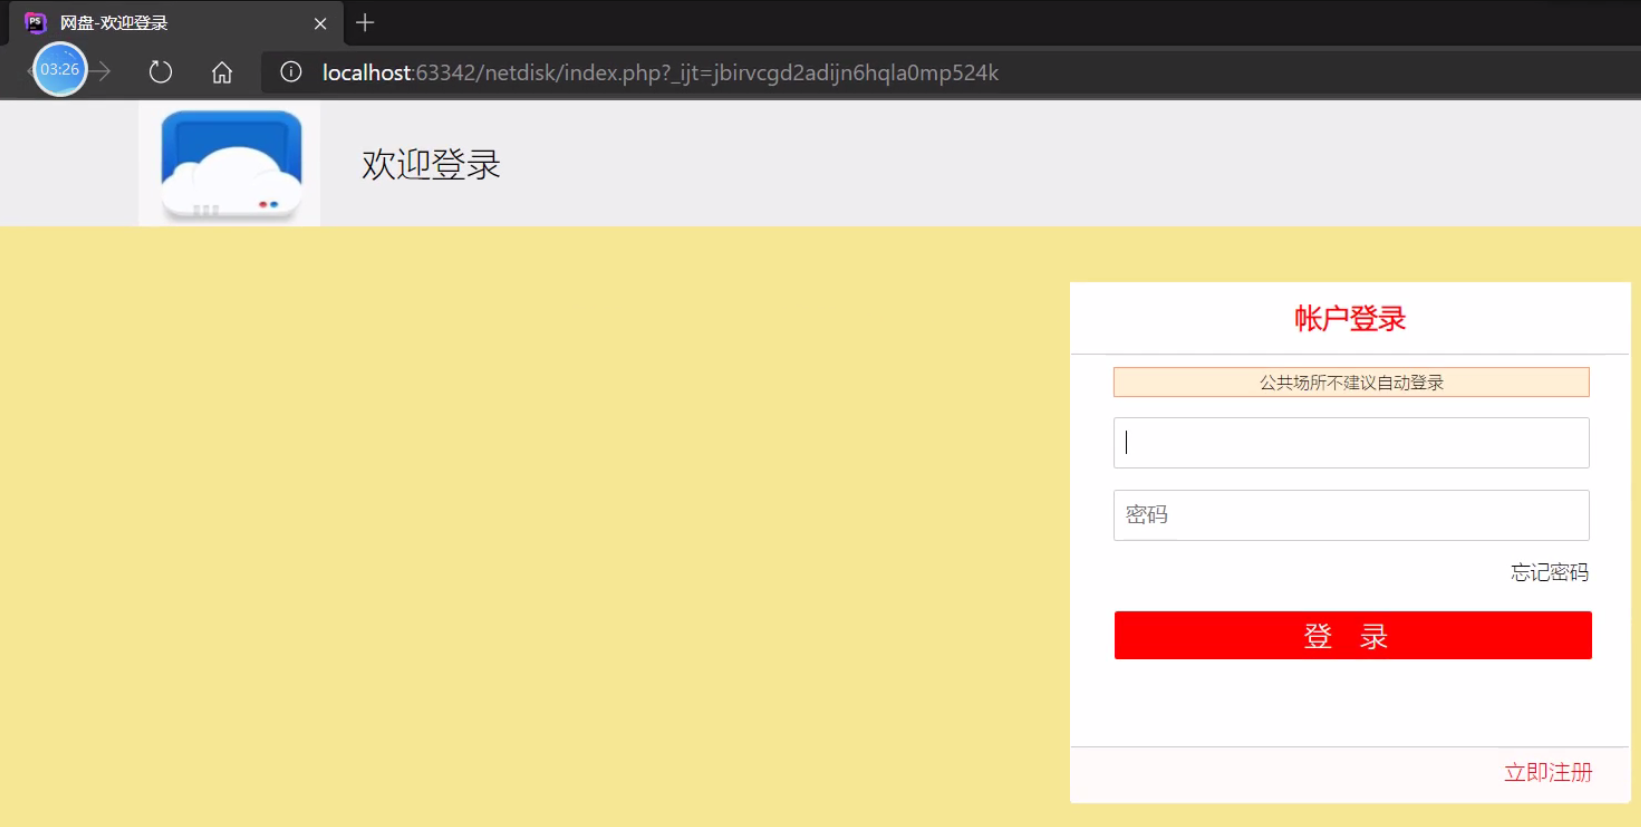 网盘-欢迎登录
03:26
localhost:63342/netdisk/index.php?_ijt=jbirvcgd2adijn6hqla0mp524k
欢迎登录
帐户登录
公共场所不建议自动登录
密码
忘记密码
登 录
立即注册